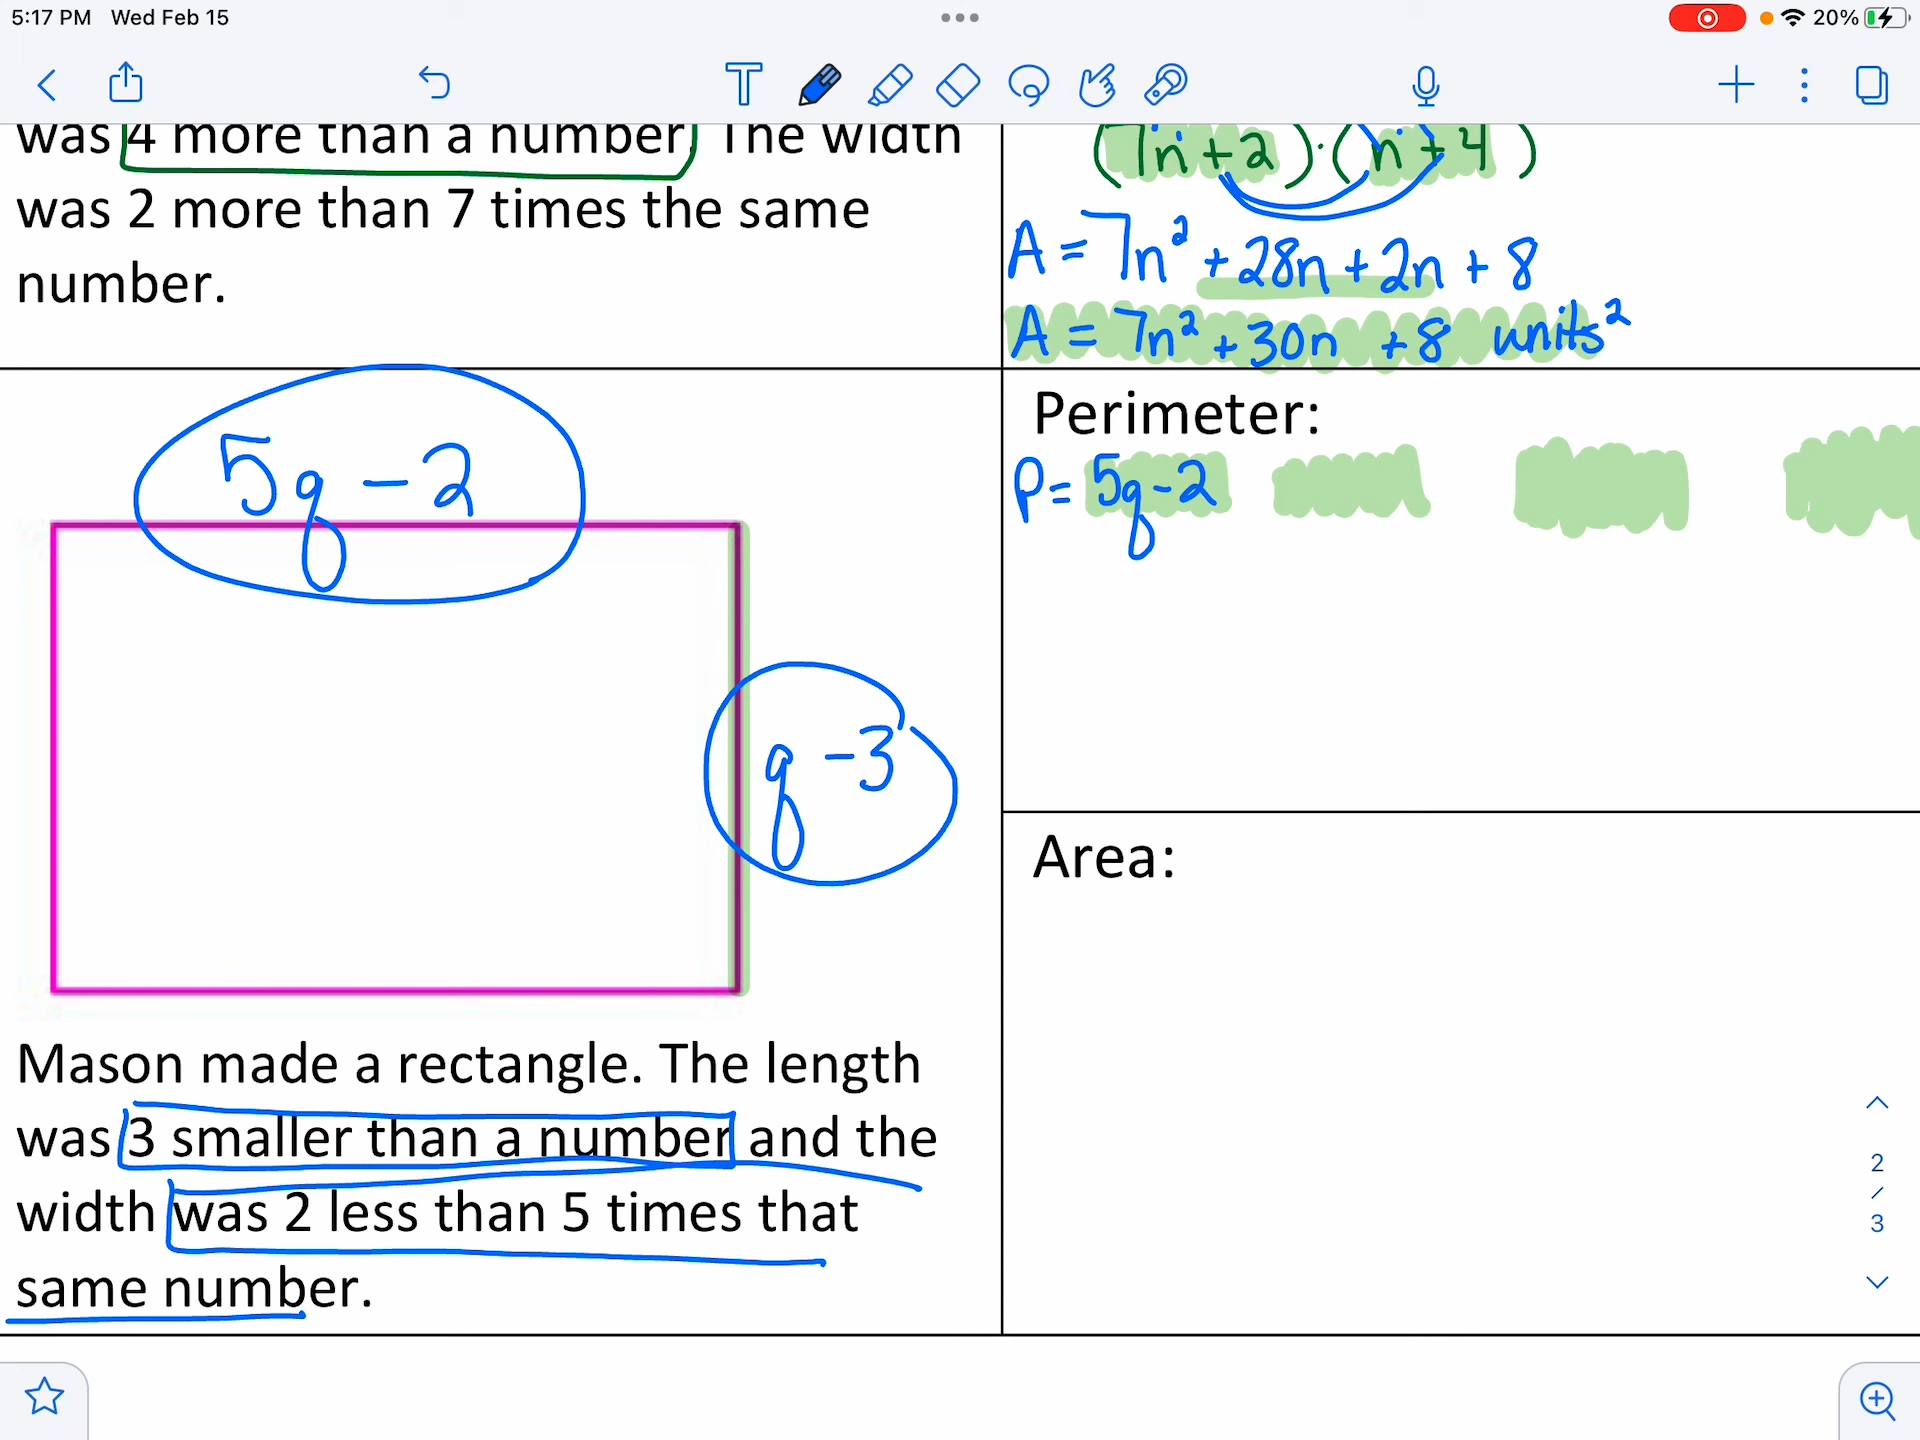 5:17 PM Wed Feb 15
20%
T
was 4 more than a number. The width
was 2 more than 7 times the same
number.
(7n+2)·(n+4)
A = 7n² + 28n + 2n + 8
A = 7n² + 30n + 8 units²
5q - 2
q - 3
Mason made a rectangle. The length
was 3 smaller than a number and the
width was 2 less than 5 times that
same number.
Perimeter:
P = 5q - 2
Area:
2
/
3